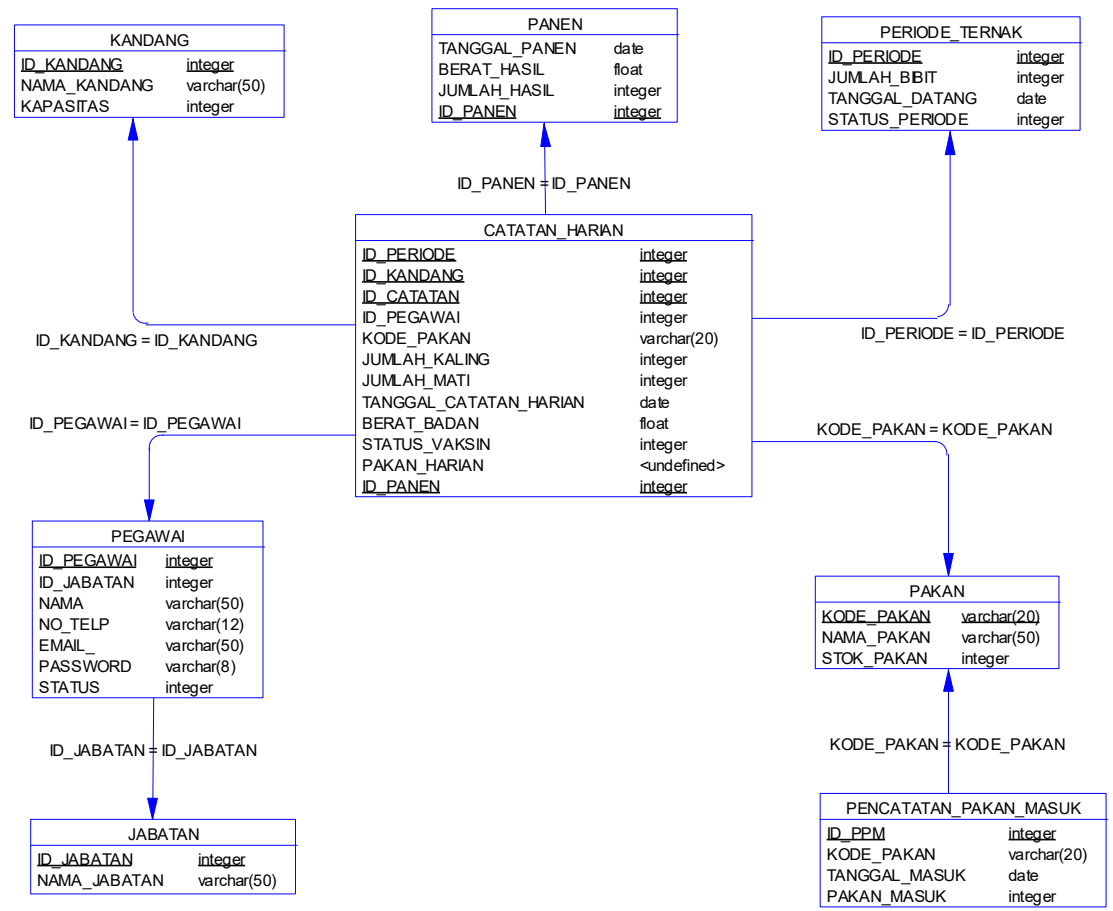 KANDANG
ID_KANDANG integer
NAMA_KANDANG varchar(50)
KAPASITAS integer
PANEN
TANGGAL_PANEN date
BERAT_HASIL float
JUMLAH_HASIL integer
ID_PANEN integer
PERIODE_TERNAK
ID_PERIODE integer
JUMLAH_BIBIT integer
TANGGAL_DATANG date
STATUS_PERIODE integer
ID_PANEN = ID_PANEN
CATATAN_HARIAN
ID_PERIODE integer
ID_KANDANG integer
ID_CATATAN integer
ID_PEGAWAI integer
KODE_PAKAN varchar(20)
JUMLAH_KALING integer
JUMLAH_MATI integer
TANGGAL_CATATAN_HARIAN date
BERAT_BADAN float
STATUS_VAKSIN integer
PAKAN_HARIAN <undefined>
ID_PANEN integer
ID_KANDANG = ID_KANDANG
ID_PERIODE = ID_PERIODE
ID_PEGAWAI = ID_PEGAWAI
KODE_PAKAN = KODE_PAKAN
PEGAWAI
ID_PEGAWAI integer
ID_JABATAN integer
NAMA varchar(50)
NO_TELP varchar(12)
EMAIL_ varchar(50)
PASSWORD varchar(8)
STATUS integer
PAKAN
KODE_PAKAN varchar(20)
NAMA_PAKAN varchar(50)
STOK_PAKAN integer
ID_JABATAN = ID_JABATAN
KODE_PAKAN = KODE_PAKAN
JABATAN
ID_JABATAN integer
NAMA_JABATAN varchar(50)
PENCATATAN_PAKAN_MASUK
ID_PPM integer
KODE_PAKAN varchar(20)
TANGGAL_MASUK date
PAKAN_MASUK integer